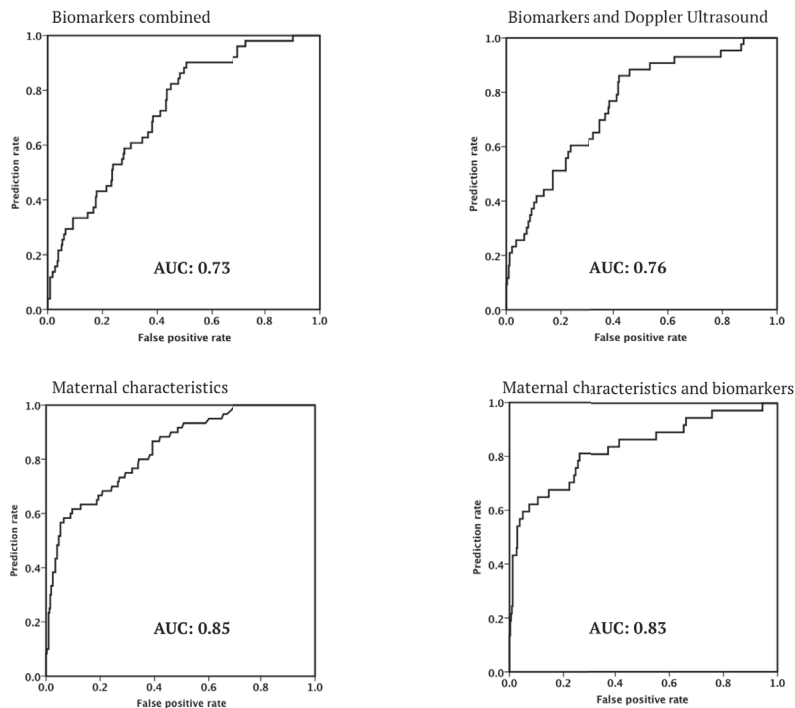 Biomarkers combined
1.0
0.8
0.6
0.4
0.2
0.0
Prediction rate
AUC: 0.73
0.0 0.2 0.4 0.6 0.8 1.0
False positive rate
Biomarkers and Doppler Ultrasound
1.0
0.8
0.6
0.4
0.2
0.0
Prediction rate
AUC: 0.76
0.0 0.2 0.4 0.6 0.8 1.0
False positive rate
Maternal characteristics
1.0
0.8
0.6
0.4
0.2
0.0
Prediction rate
AUC: 0.85
0.0 0.2 0.4 0.6 0.8 1.0
False positive rate
Maternal characteristics and biomarkers
1.0
0.8
0.6
0.4
0.2
0.0
Prediction rate
AUC: 0.83
0.0 0.2 0.4 0.6 0.8 1.0
False positive rate